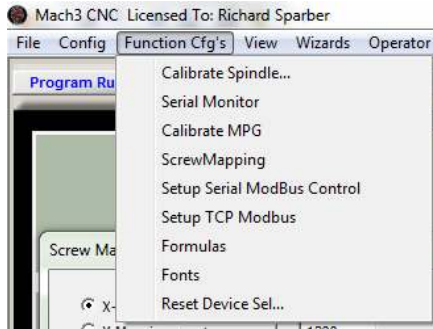 Mach3 CNC Licensed To: Richard Sparber
File Config Function Cfg's View Wizards Operator
Program Ru
Calibrate Spindle...
Serial Monitor
Calibrate MPG
ScrewMapping
Setup Serial ModBus Control
Setup TCP Modbus
Formulas
Fonts
Reset Device Sel...
Screw Ma
X-